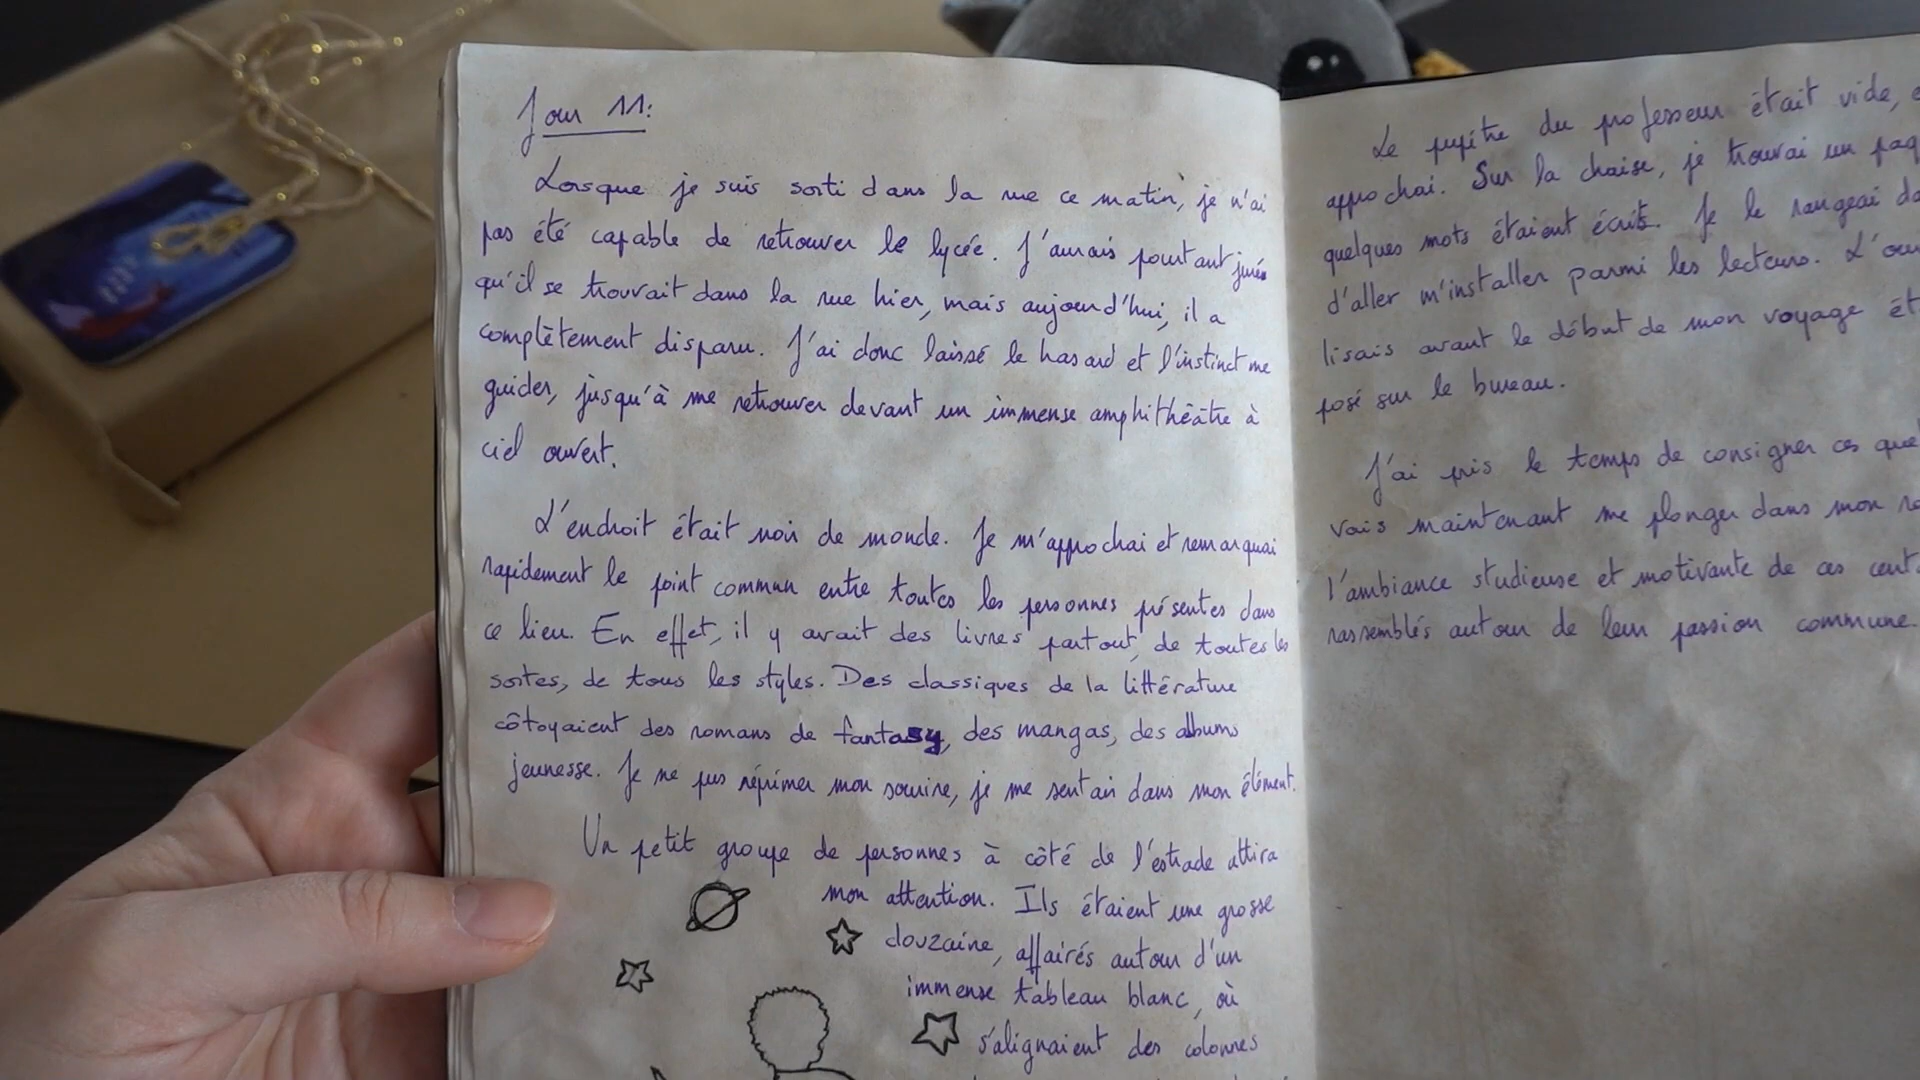 Jour 11:
Lorsque je suis sorti dans la rue ce matin, je n'ai
pas été capable de retrouver le lycée. J'aurais pourtant juré
qu'il se trouvait dans la rue hier, mais aujourd'hui, il a
complètement disparu. J'ai donc laissé le hasard et l'instinct me
guider, jusqu'à me retrouver devant un immense amphithéâtre à
ciel ouvert.
L'endroit était noir de monde. Je m'approchai et remarquai
rapidement le point commun entre toutes les personnes présentes dans
ce lieu. En effet, il y avait des livres partout, de toutes les
sortes, de tous les styles. Des classiques de la littérature
côtoyaient des romans de fantasy, des mangas, des albums
jeunesse. Je ne pus réprimer mon sourire, je me sentais dans mon élément.
Un petit groupe de personnes à côté de l'estrade attira
mon attention. Ils étaient une grosse
douzaine, affairés autour d'un
immense tableau blanc, où
s'alignaient des colonnes
Le pupitre du professeur était vide,
approchai. Sur la chaise, je trouvai un
quelques mots étaient écrits. Je le rangeai
d'aller m'installer parmi les lecteurs.
lisais avant le début de mon voyage
posé sur le bureau.
J'ai pris le temps de consigner ces
vais maintenant me plonger dans mon
l'ambiance studieuse et motivante de ces
rassemblés autour de leur passion commune.